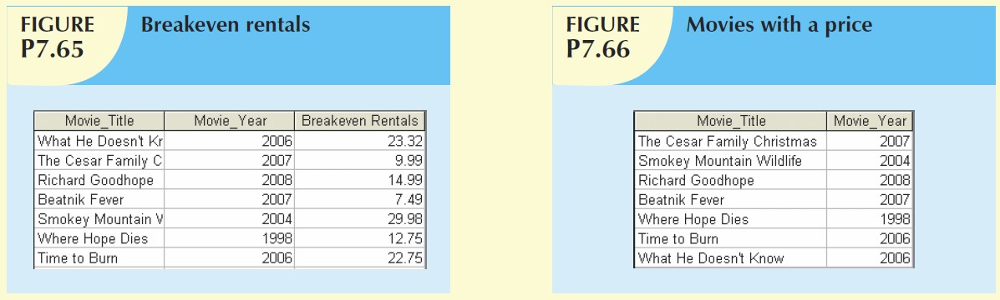 FIGURE
P7.65
Breakeven rentals
Movie_Title Movie_Year Breakeven Rentals
What He Doesn't Kr 2006 23.32
The Cesar Family C 2007 9.99
Richard Goodhope 2008 14.99
Beatnik Fever 2007 7.49
Smokey Mountain V 2004 29.98
Where Hope Dies 1998 12.75
Time to Burn 2006 22.75
FIGURE
P7.66
Movies with a price
Movie_Title Movie_Year
The Cesar Family Christmas 2007
Smokey Mountain Wildlife 2004
Richard Goodhope 2008
Beatnik Fever 2007
Where Hope Dies 1998
Time to Burn 2006
What He Doesn't Know 2006